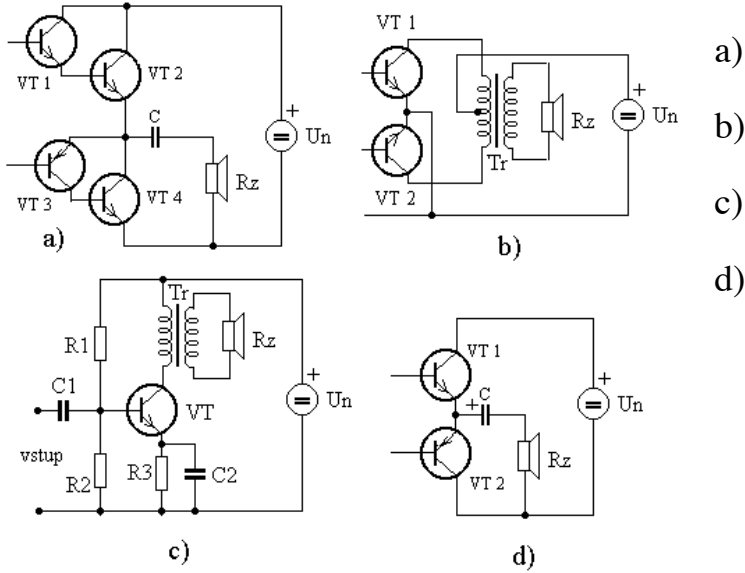 VT 1
VT 2
C
+
Un
VT 3
VT 4
Rz
a)
VT 1
+
Un
Rz
Tr
VT 2
b)
Tr
Rz
R1
C1
VT
+
Un
vstup
R2
R3
C2
c)
VT 1
+
+
C
Un
Rz
VT 2
d)
a)
b)
c)
d)